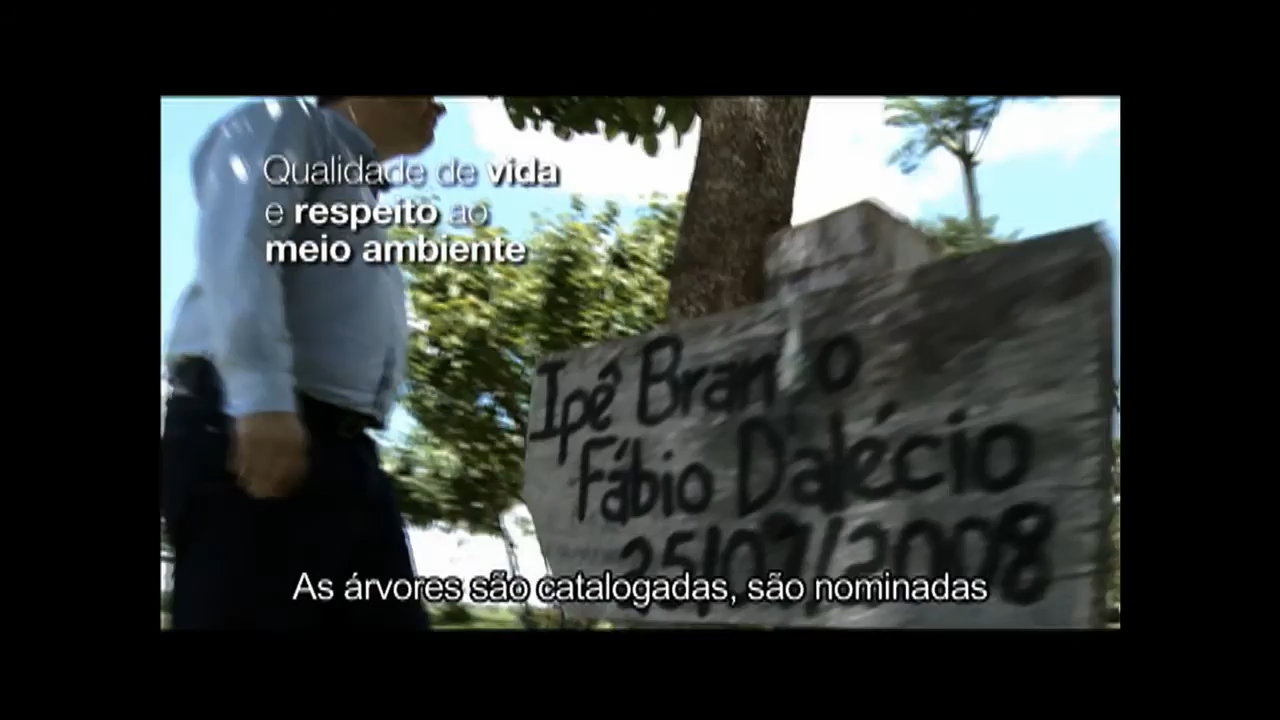 Qualidade de vida
e respeito ao
meio ambiente
Ipê Branco
Fábio Dalécio
25/09/2008
As árvores são catalogadas, são nominadas